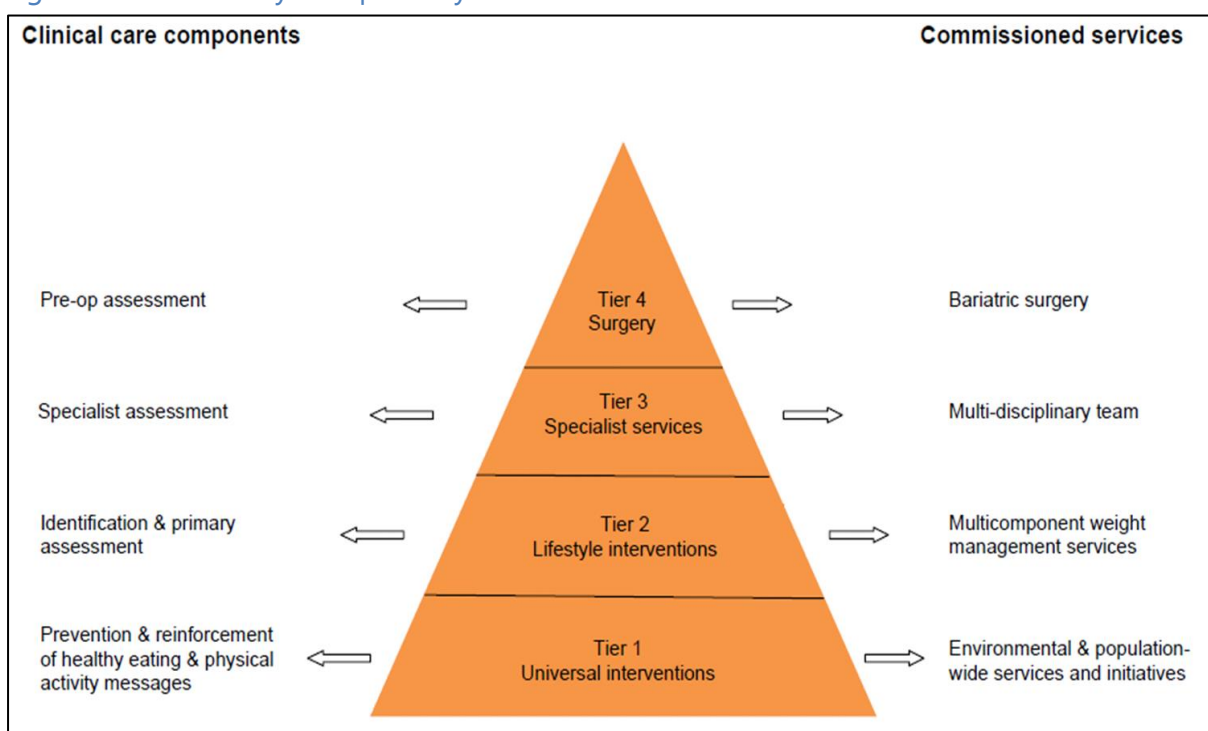 Clinical care components
Commissioned services
Pre-op assessment
Tier 4
Surgery
Bariatric surgery
Specialist assessment
Tier 3
Specialist services
Multi-disciplinary team
Identification & primary
assessment
Tier 2
Lifestyle interventions
Multicomponent weight
management services
Prevention & reinforcement
of healthy eating & physical
activity messages
Tier 1
Universal interventions
Environmental & population-
wide services and initiatives